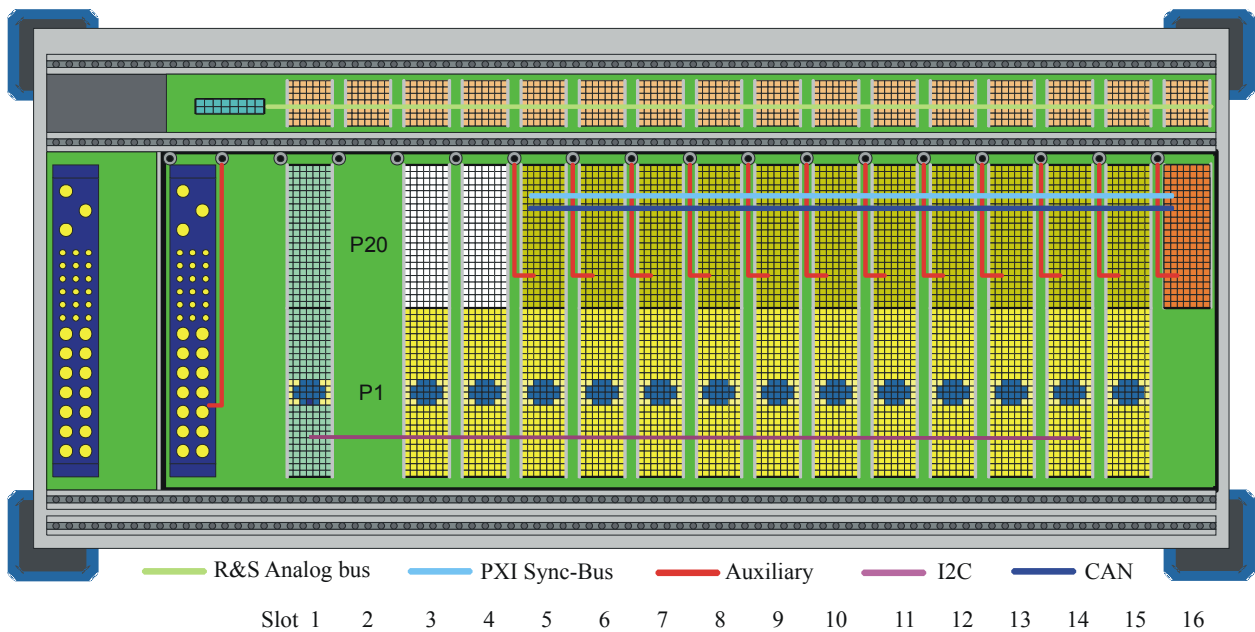 P20
P1
R&S Analog bus PXI Sync-Bus Auxiliary I2C CAN
Slot 1 2 3 4 5 6 7 8 9 10 11 12 13 14 15 16